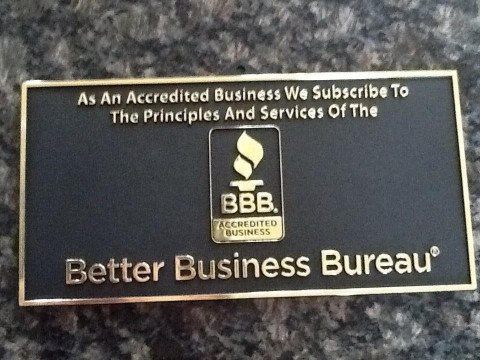 As An Accredited Business We Subscribe To
The Principles And Services Of The
BBB®
ACCREDITED
BUSINESS
Better Business Bureau®